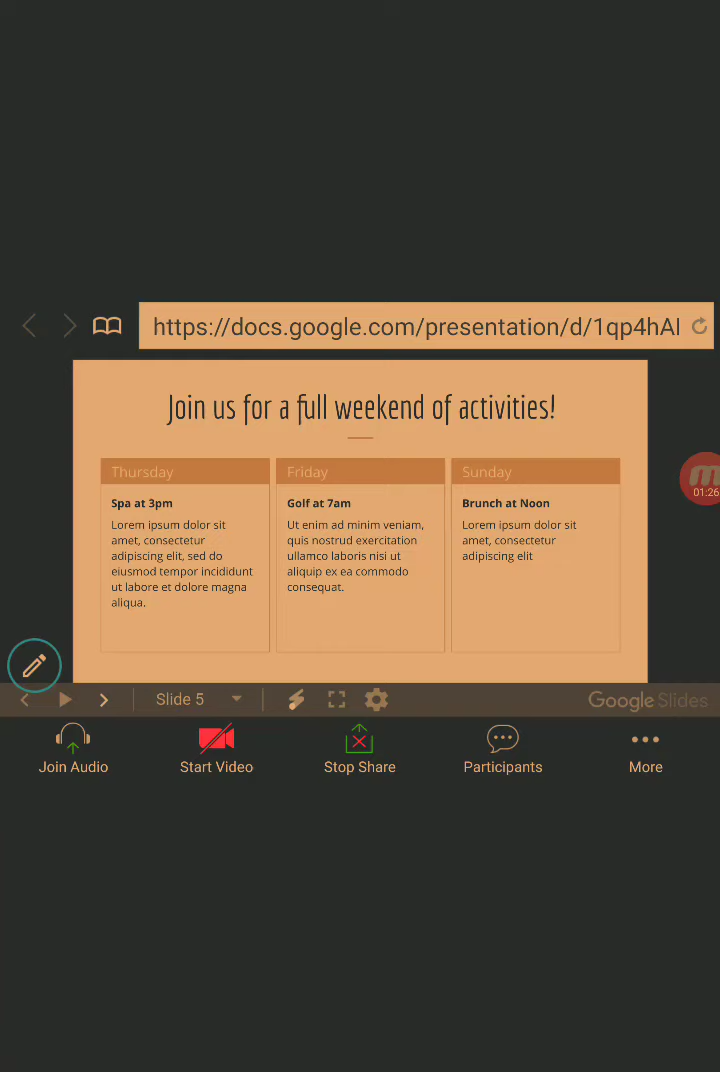 https://docs.google.com/presentation/d/1qp4hAI
Join us for a full weekend of activities!
Thursday
Spa at 3pm
Lorem ipsum dolor sit
amet, consectetur
adipiscing elit, sed do
eiusmod tempor incididunt
ut labore et dolore magna
aliqua.
Friday
Golf at 7am
Ut enim ad minim veniam,
quis nostrud exercitation
ullamco laboris nisi ut
aliquip ex ea commodo
consequat.
Sunday
Brunch at Noon
Lorem ipsum dolor sit
amet, consectetur
adipiscing elit
01:26
Slide 5
Google Slides
Join Audio
Start Video
Stop Share
Participants
More